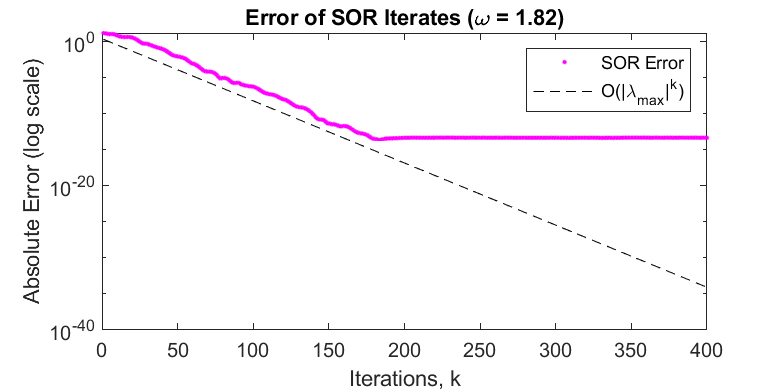 Error of SOR Iterates (ω = 1.82)
10^0
10^-20
10^-40
Absolute Error (log scale)
SOR Error
O(|λ_max|^k)
0 50 100 150 200 250 300 350 400
Iterations, k